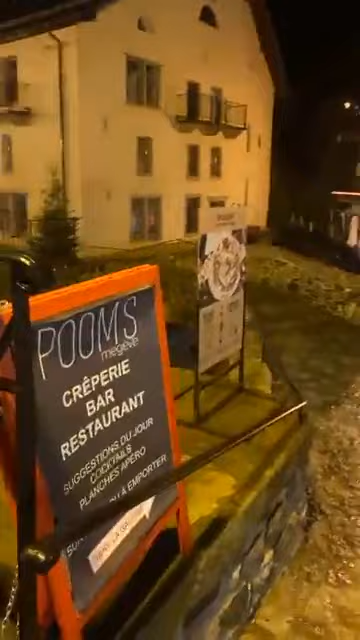 POOMS
megève
CRÊPERIE
BAR
RESTAURANT
SUGGESTIONS DU JOUR
COCKTAILS
PLANCHES APÉRO
À EMPORTER